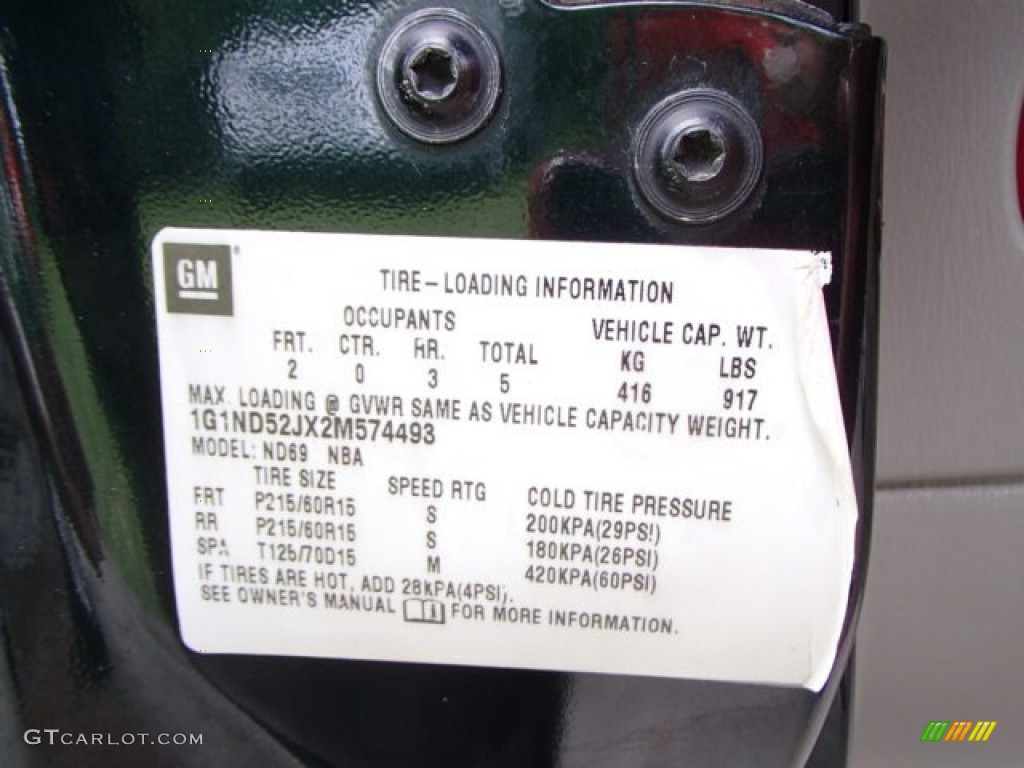 GM
TIRE-LOADING INFORMATION
OCCUPANTS VEHICLE CAP. WT.
FRT. CTR. RR. TOTAL KG LBS
2 0 3 5 416 917
MAX. LOADING @ GVWR SAME AS VEHICLE CAPACITY WEIGHT.
1G1ND52JX2M574493
MODEL: ND69 NBA
TIRE SIZE SPEED RTG COLD TIRE PRESSURE
FRT P215/60R15 S 200KPA(29PSI)
RR P215/60R15 S 180KPA(26PSI)
SPA T125/70D15 M 420KPA(60PSI)
IF TIRES ARE HOT, ADD 28KPA(4PSI).
SEE OWNER'S MANUAL FOR MORE INFORMATION.
GTCARLOT.COM